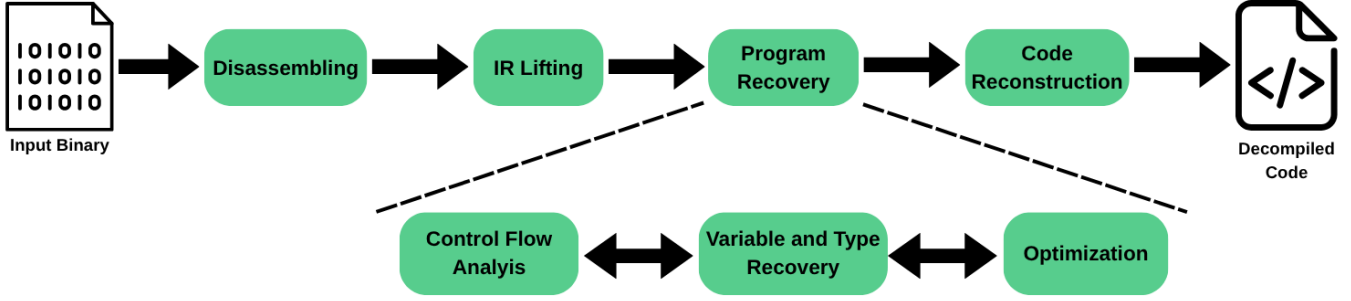 101010
101010
101010
Input Binary
Disassembling
IR Lifting
Program
Recovery
Code
Reconstruction
</>
Decompiled
Code
Control Flow
Analyis
Variable and Type
Recovery
Optimization